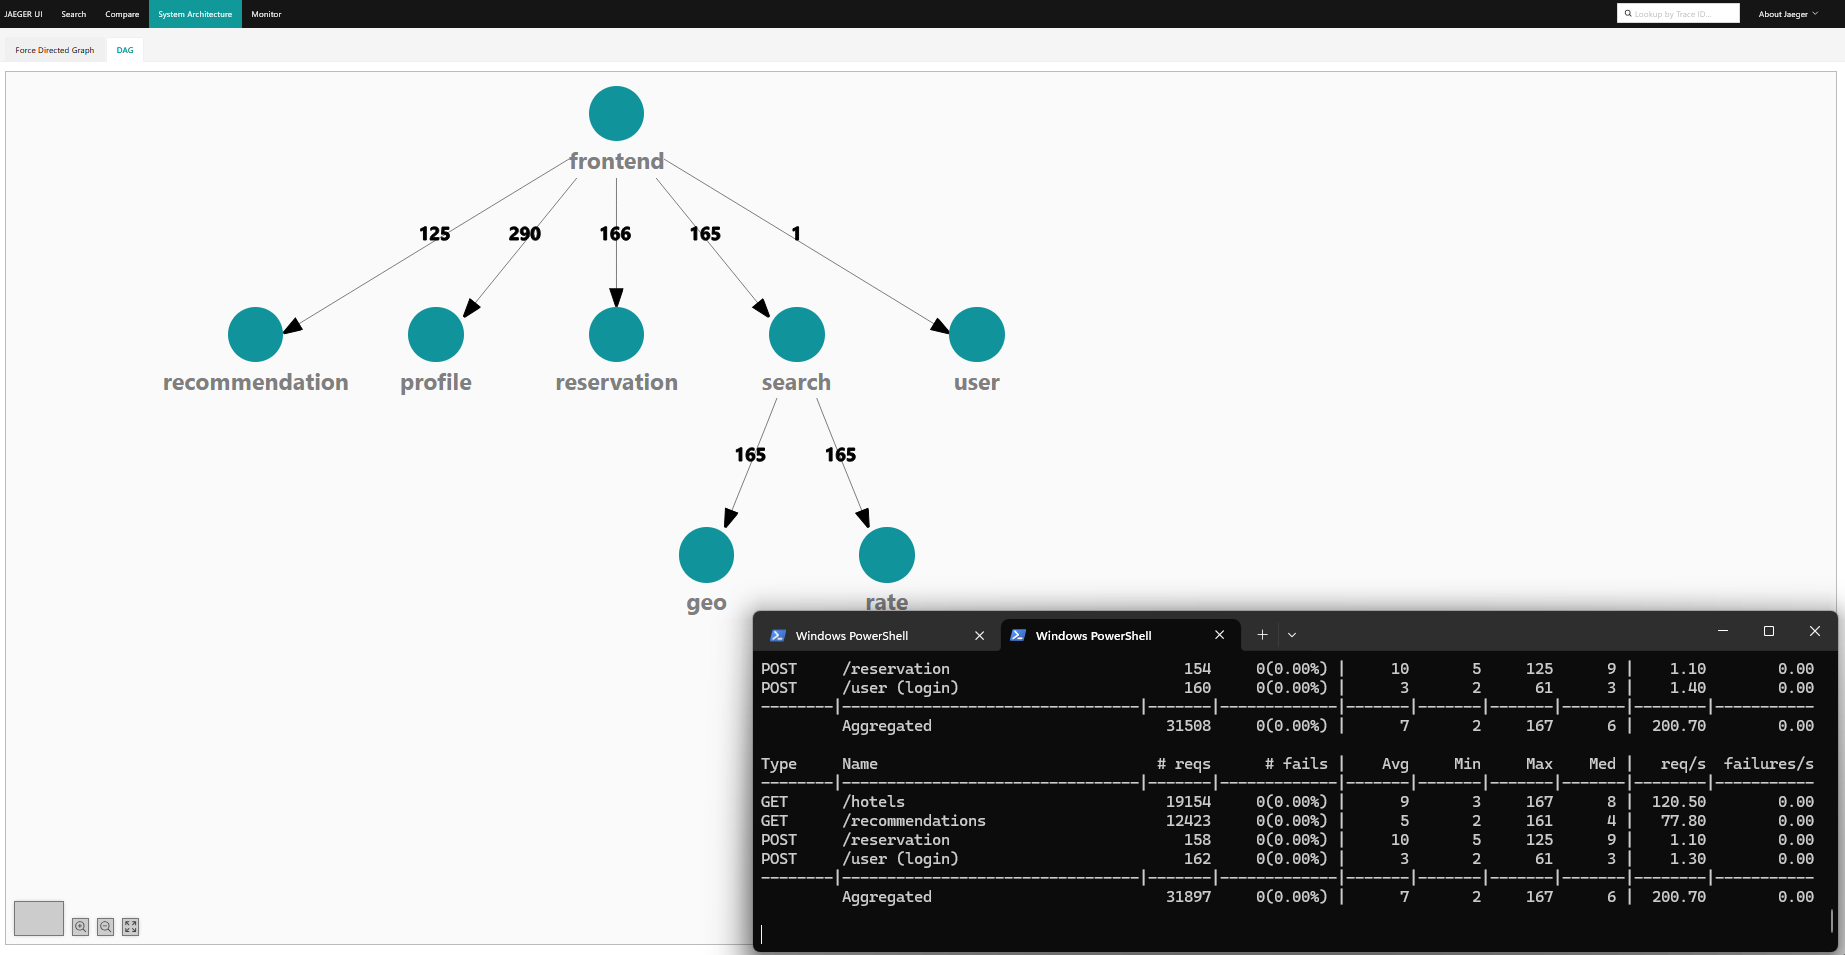 JAEGER UI Search Compare System Architecture Monitor Lookup by Trace ID... About Jaeger
Force Directed Graph DAG
frontend
125 290 166 165 1
recommendation profile reservation search user
165 165
geo rate
Windows PowerShell Windows PowerShell
POST /reservation 154 0(0.00%) | 10 5 125 9 | 1.10 0.00
POST /user (login) 160 0(0.00%) | 3 2 61 3 | 1.40 0.00
--------|---------------------------------|-------|-------------|-------|-------|-------|-------|--------|-----------
Aggregated 31508 0(0.00%) | 7 2 167 6 | 200.70 0.00
Type Name # reqs # fails | Avg Min Max Med | req/s failures/s
--------|---------------------------------|-------|-------------|-------|-------|-------|-------|--------|-----------
GET /hotels 19154 0(0.00%) | 9 3 167 8 | 120.50 0.00
GET /recommendations 12423 0(0.00%) | 5 2 161 4 | 77.80 0.00
POST /reservation 158 0(0.00%) | 10 5 125 9 | 1.10 0.00
POST /user (login) 162 0(0.00%) | 3 2 61 3 | 1.30 0.00
--------|---------------------------------|-------|-------------|-------|-------|-------|-------|--------|-----------
Aggregated 31897 0(0.00%) | 7 2 167 6 | 200.70 0.00